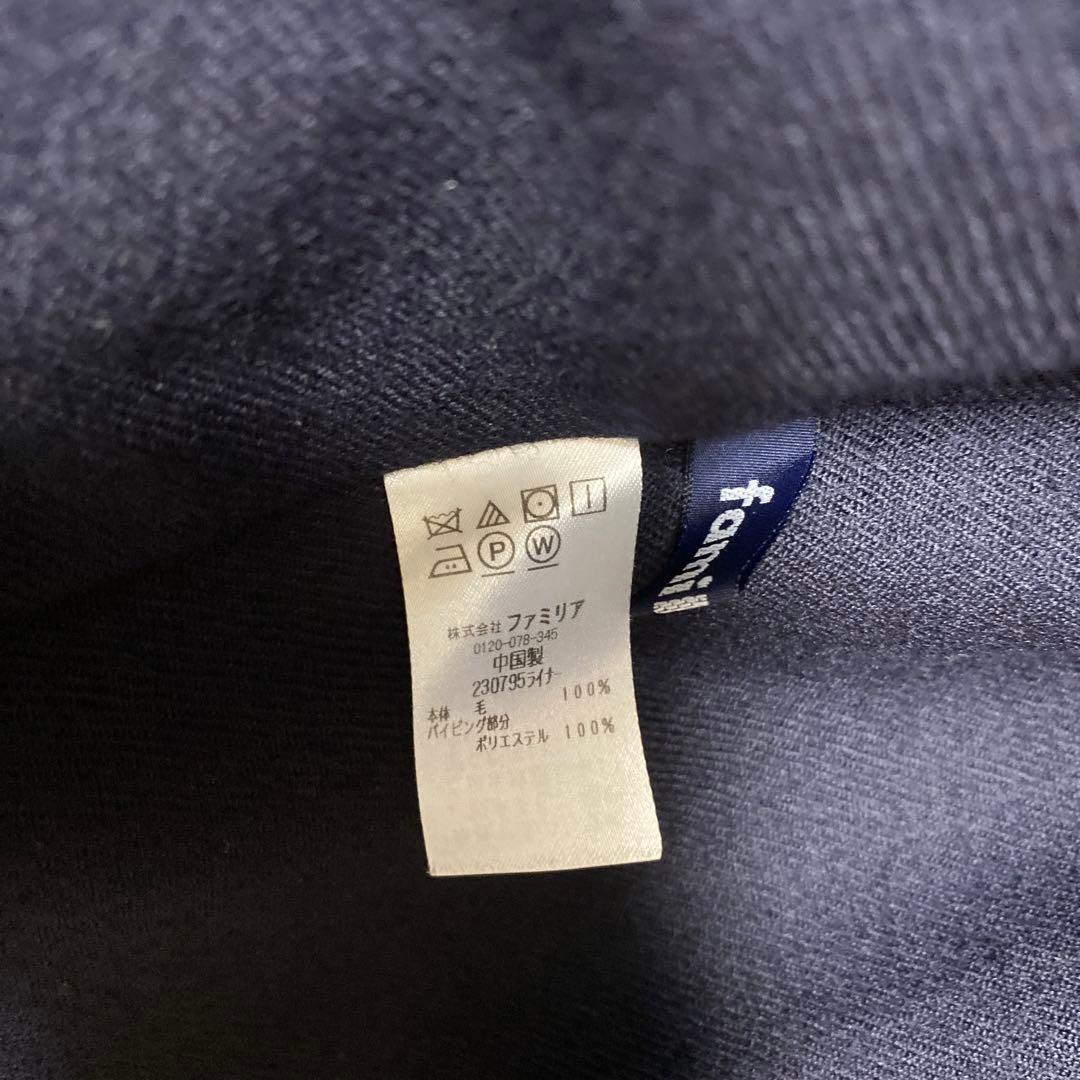 P
W
株式会社 ファミリア
0120-078-345
中国製
230795ライナー
本体 毛 100%
パイピング部分
ポリエステル 100%
famili